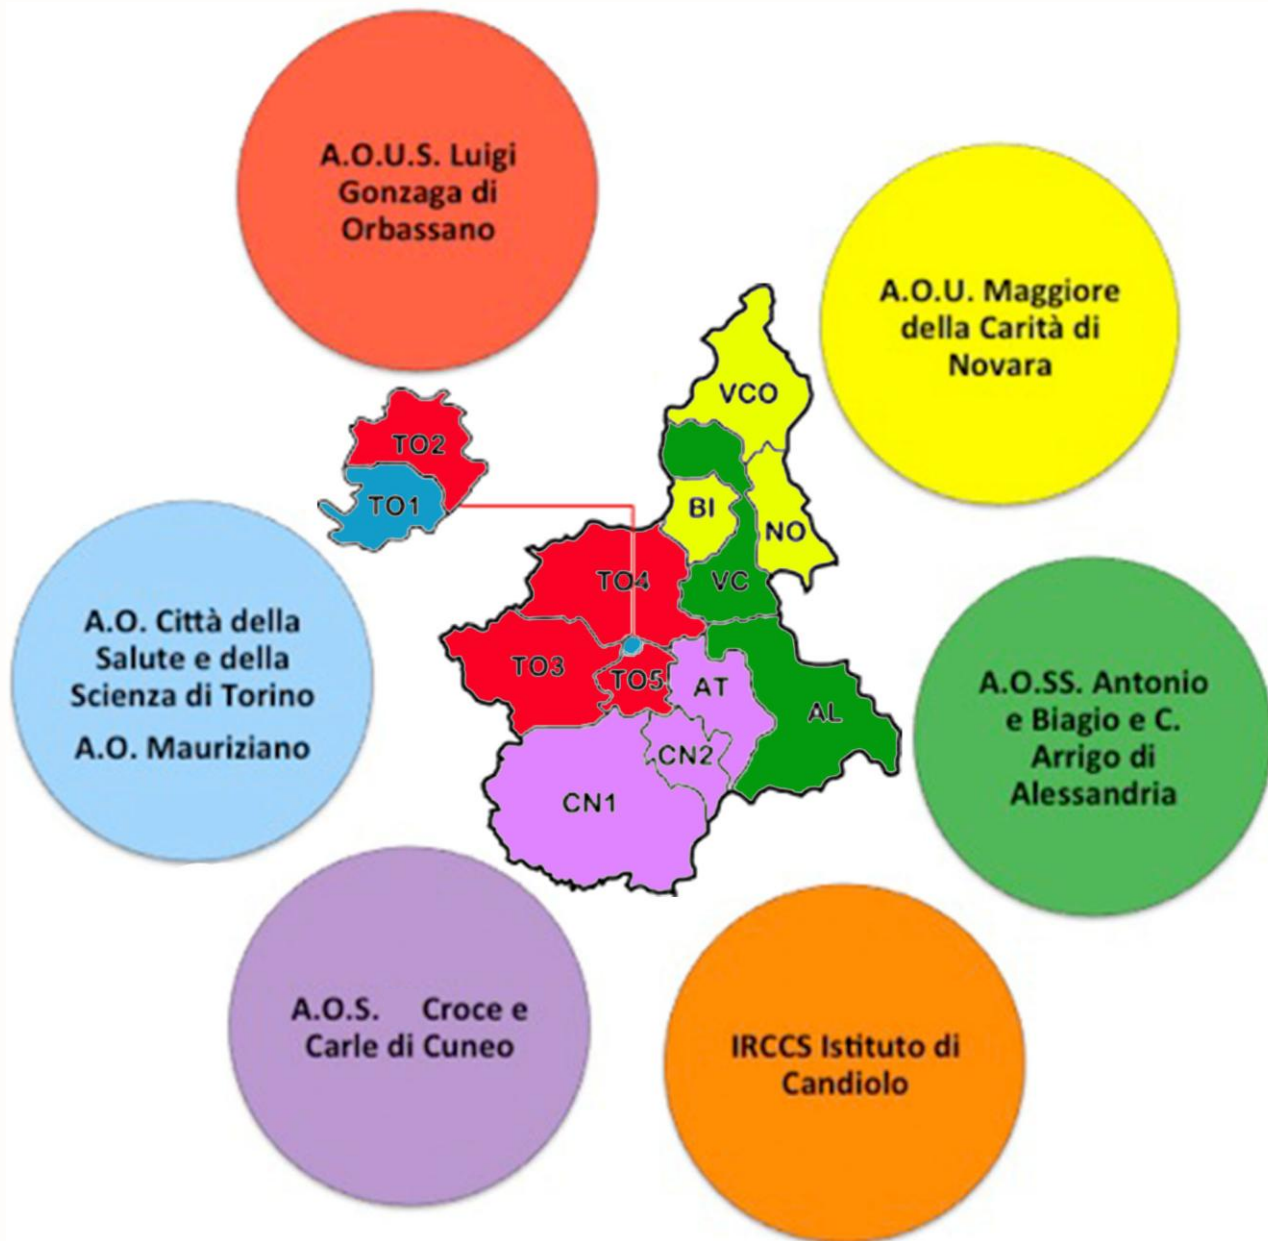 A.O.U.S. Luigi
Gonzaga di
Orbassano
A.O.U. Maggiore
della Carità di
Novara
VCO
TO2
TO1
BI
NO
TO4
VC
A.O. Città della
Salute e della
Scienza di Torino
A.O. Mauriziano
TO3
TO5
AT
AL
CN2
CN1
A.O.SS. Antonio
e Biagio e C.
Arrigo di
Alessandria
A.O.S. Croce e
Carle di Cuneo
IRCCS Istituto di
Candiolo